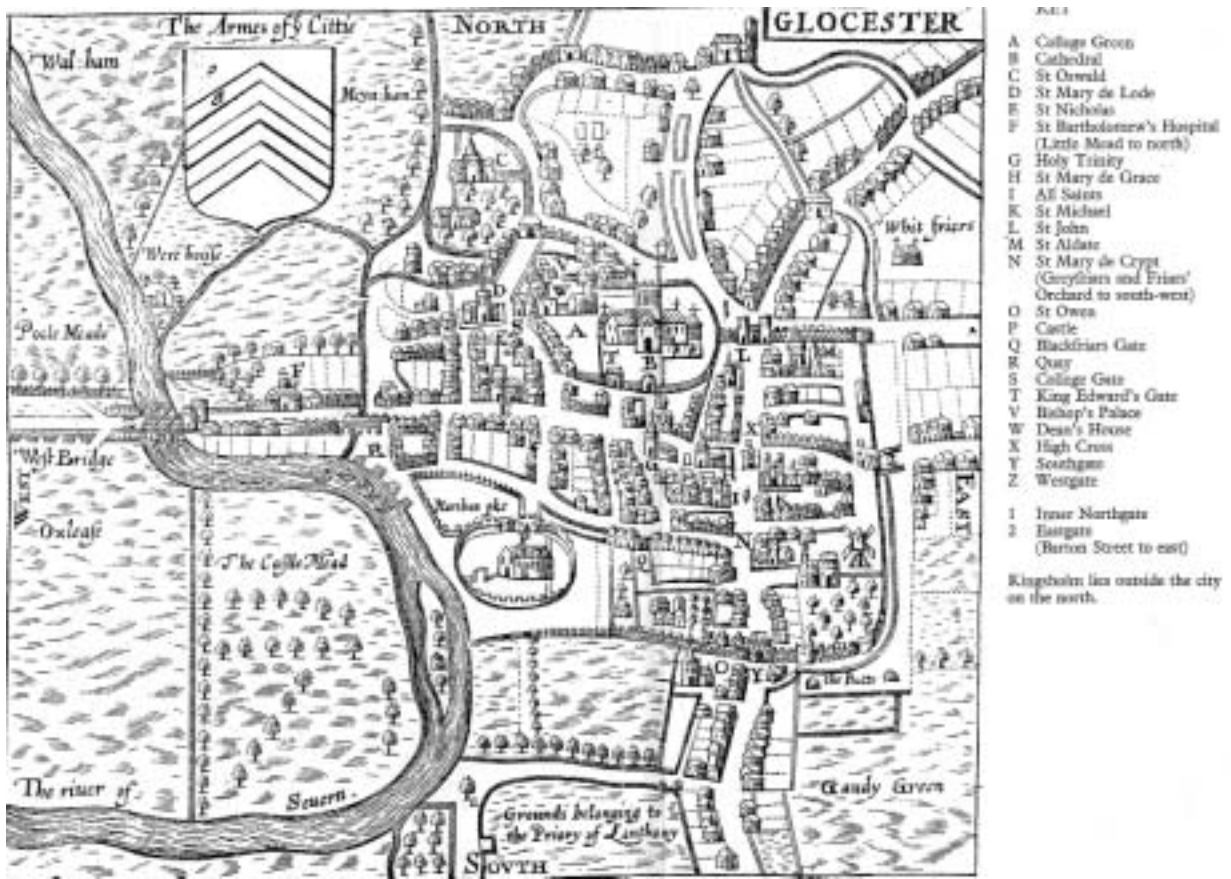 The Armes of yͤ Cittie
NORTH
GLOCESTER
Wal ham
Meyn ham
Were house
Whit friers
Poole Meade
West Bridge
WEST
EAST
Oxlease
Marban
The Castle Mead
The Butts
The river of
Severn
Gaudy Green
Grounds belonging to
the Priory of Lanthony
SOVTH
C
D
S
A
T
B
L
M
F
R
X
I
N
Q
O
Y
KEY
A College Green
B Cathedral
C St Oswald
D St Mary de Lode
E St Nicholas
F St Bartholomew's Hospital
(Little Mead to north)
G Holy Trinity
H St Mary de Grace
I All Saints
K St Michael
L St John
M St Aldate
N St Mary de Crypt
(Greyfriars and Friars'
Orchard to south-west)
O St Owen
P Castle
Q Blackfriars Gate
R Quay
S College Gate
T King Edward's Gate
V Bishop's Palace
W Dean's House
X High Cross
Y Southgate
Z Westgate
1 Inner Northgate
2 Eastgate
(Barton Street to east)
Kingsholm lies outside the city
on the north.